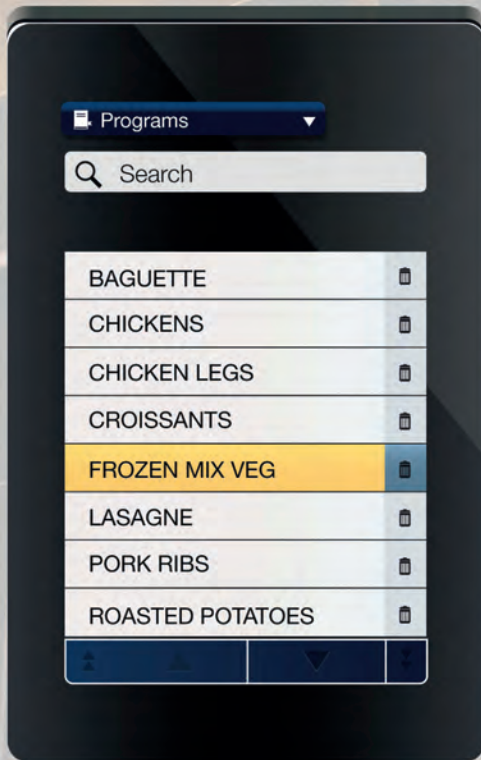 Programs
Search
BAGUETTE
CHICKENS
CHICKEN LEGS
CROISSANTS
FROZEN MIX VEG
LASAGNE
PORK RIBS
ROASTED POTATOES